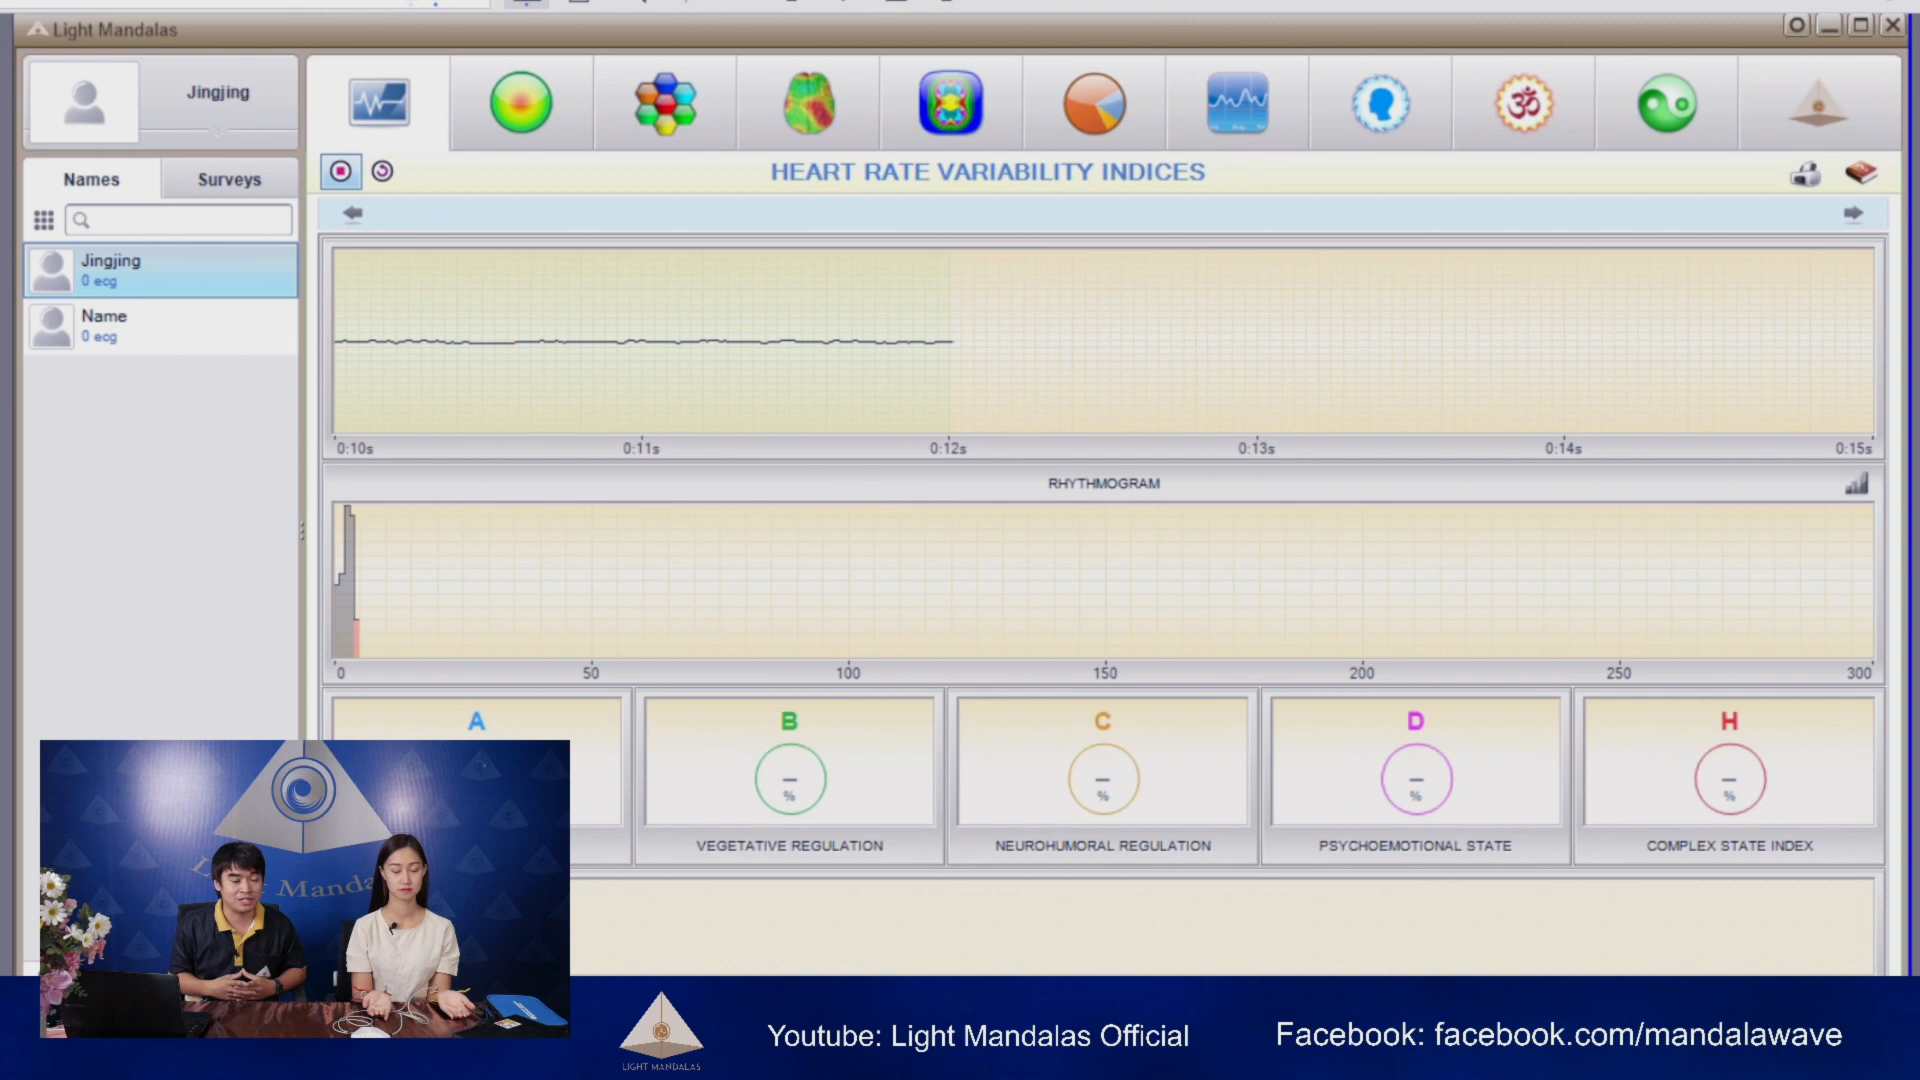 Light Mandalas
Jingjing
Names
Surveys
Jingjing
0 ecg
Name
0 ecg
HEART RATE VARIABILITY INDICES
0:10s
0:11s
0:12s
0:13s
0:14s
0:15s
RHYTHMOGRAM
0
50
100
150
200
250
300
A
B
–
%
VEGETATIVE REGULATION
C
–
%
NEUROHUMORAL REGULATION
D
–
%
PSYCHOEMOTIONAL STATE
H
–
%
COMPLEX STATE INDEX
LIGHT MANDALAS
Youtube: Light Mandalas Official
Facebook: facebook.com/mandalawave